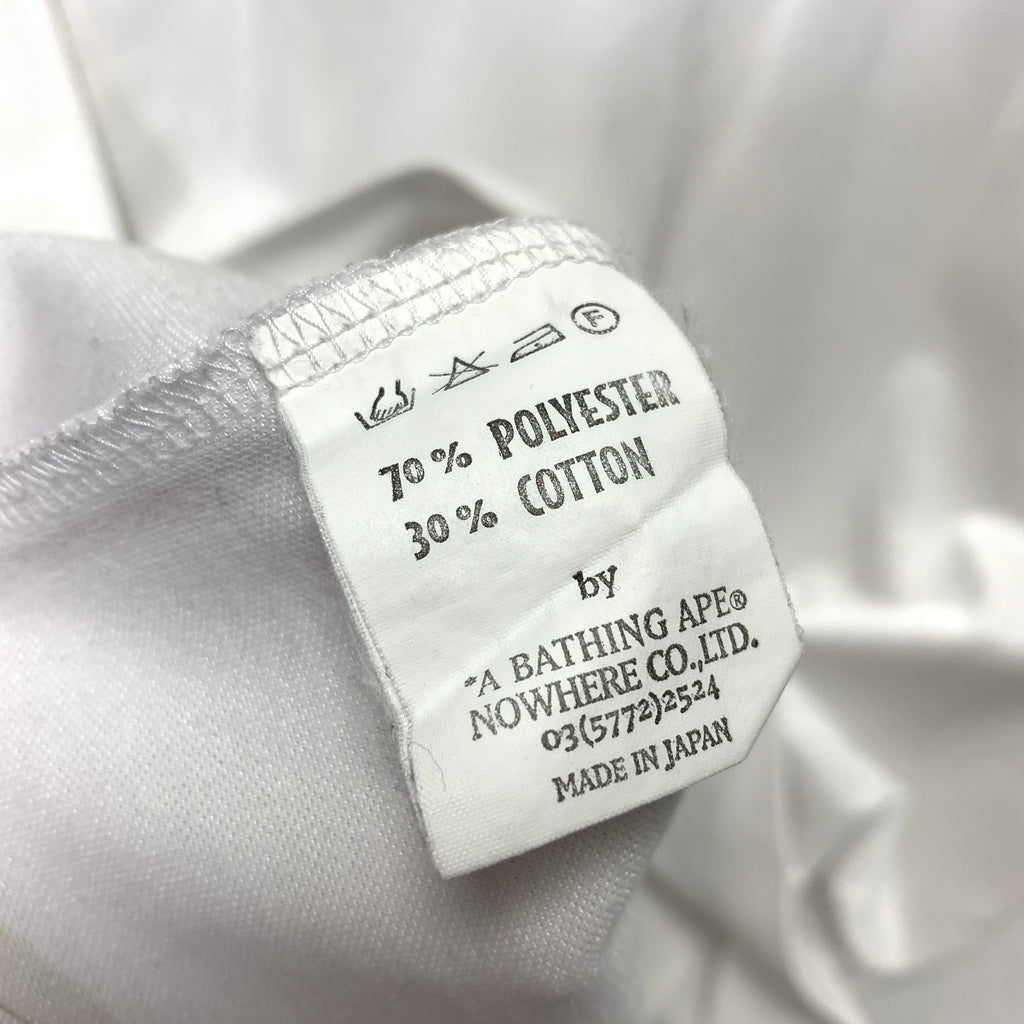 F
70% POLYESTER
30% COTTON
by
*A BATHING APE®
NOWHERE CO.,LTD.
03(5772)2524
MADE IN JAPAN